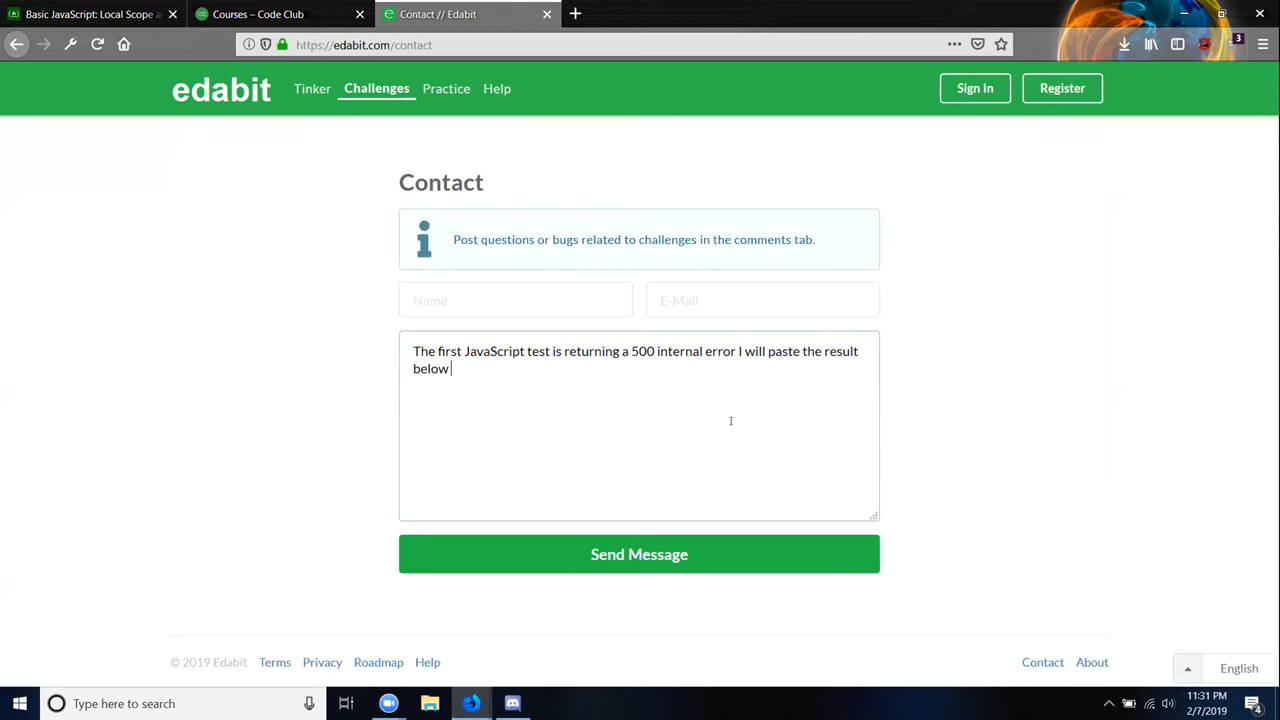 Basic JavaScript: Local Scope a
Courses – Code Club
Contact // Edabit
https://edabit.com/contact
3
edabit
Tinker
Challenges
Practice
Help
Sign In
Register
Contact
Post questions or bugs related to challenges in the comments tab.
Name
E-Mail
The first JavaScript test is returning a 500 internal error I will paste the result
below
Send Message
© 2019 Edabit
Terms
Privacy
Roadmap
Help
Contact
About
English
Type here to search
11:31 PM
2/7/2019
4